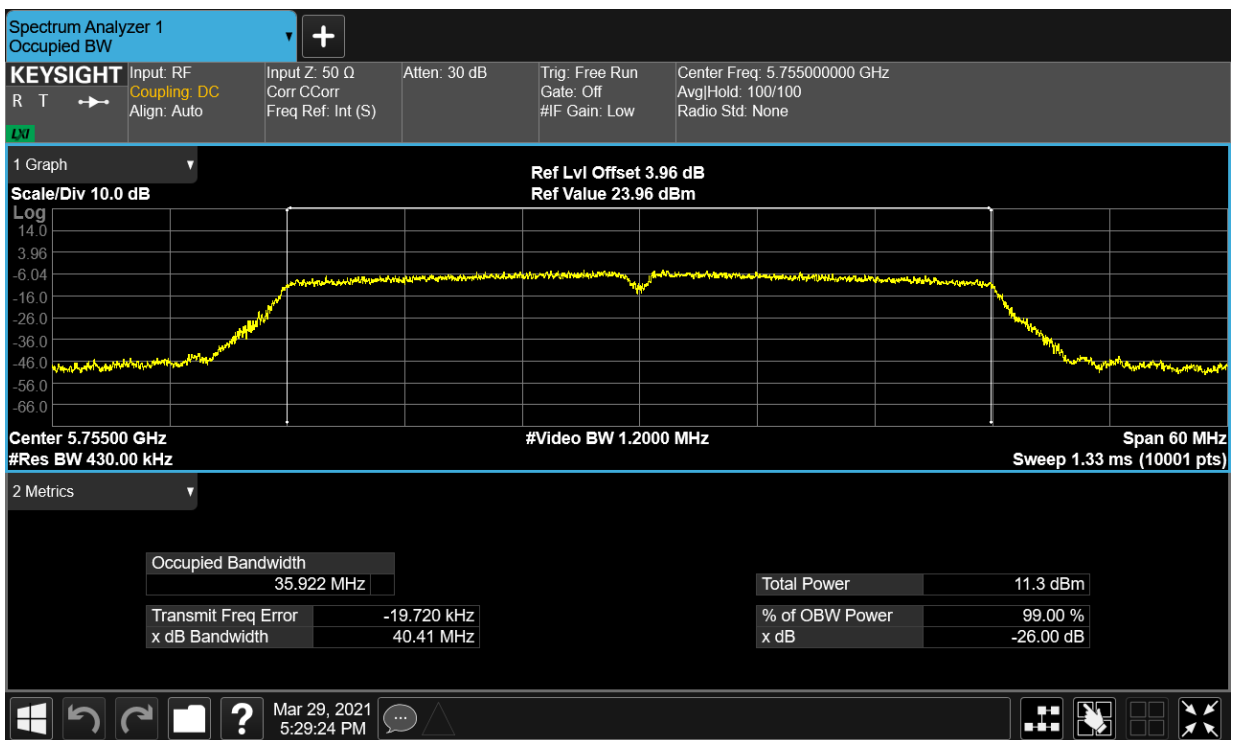 Spectrum Analyzer 1
Occupied BW
KEYSIGHT
R T
LXI
Input: RF
Coupling: DC
Align: Auto
Input Z: 50 Ω
Corr CCorr
Freq Ref: Int (S)
Atten: 30 dB
Trig: Free Run
Gate: Off
#IF Gain: Low
Center Freq: 5.755000000 GHz
Avg|Hold: 100/100
Radio Std: None
1 Graph
Scale/Div 10.0 dB
Ref Lvl Offset 3.96 dB
Ref Value 23.96 dBm
Log
14.0
3.96
-6.04
-16.0
-26.0
-36.0
-46.0
-56.0
-66.0
Center 5.75500 GHz
#Video BW 1.2000 MHz
Span 60 MHz
#Res BW 430.00 kHz
Sweep 1.33 ms (10001 pts)
2 Metrics
Occupied Bandwidth
35.922 MHz
Transmit Freq Error -19.720 kHz
x dB Bandwidth 40.41 MHz
Total Power 11.3 dBm
% of OBW Power 99.00 %
x dB -26.00 dB
?
Mar 29, 2021
5:29:24 PM